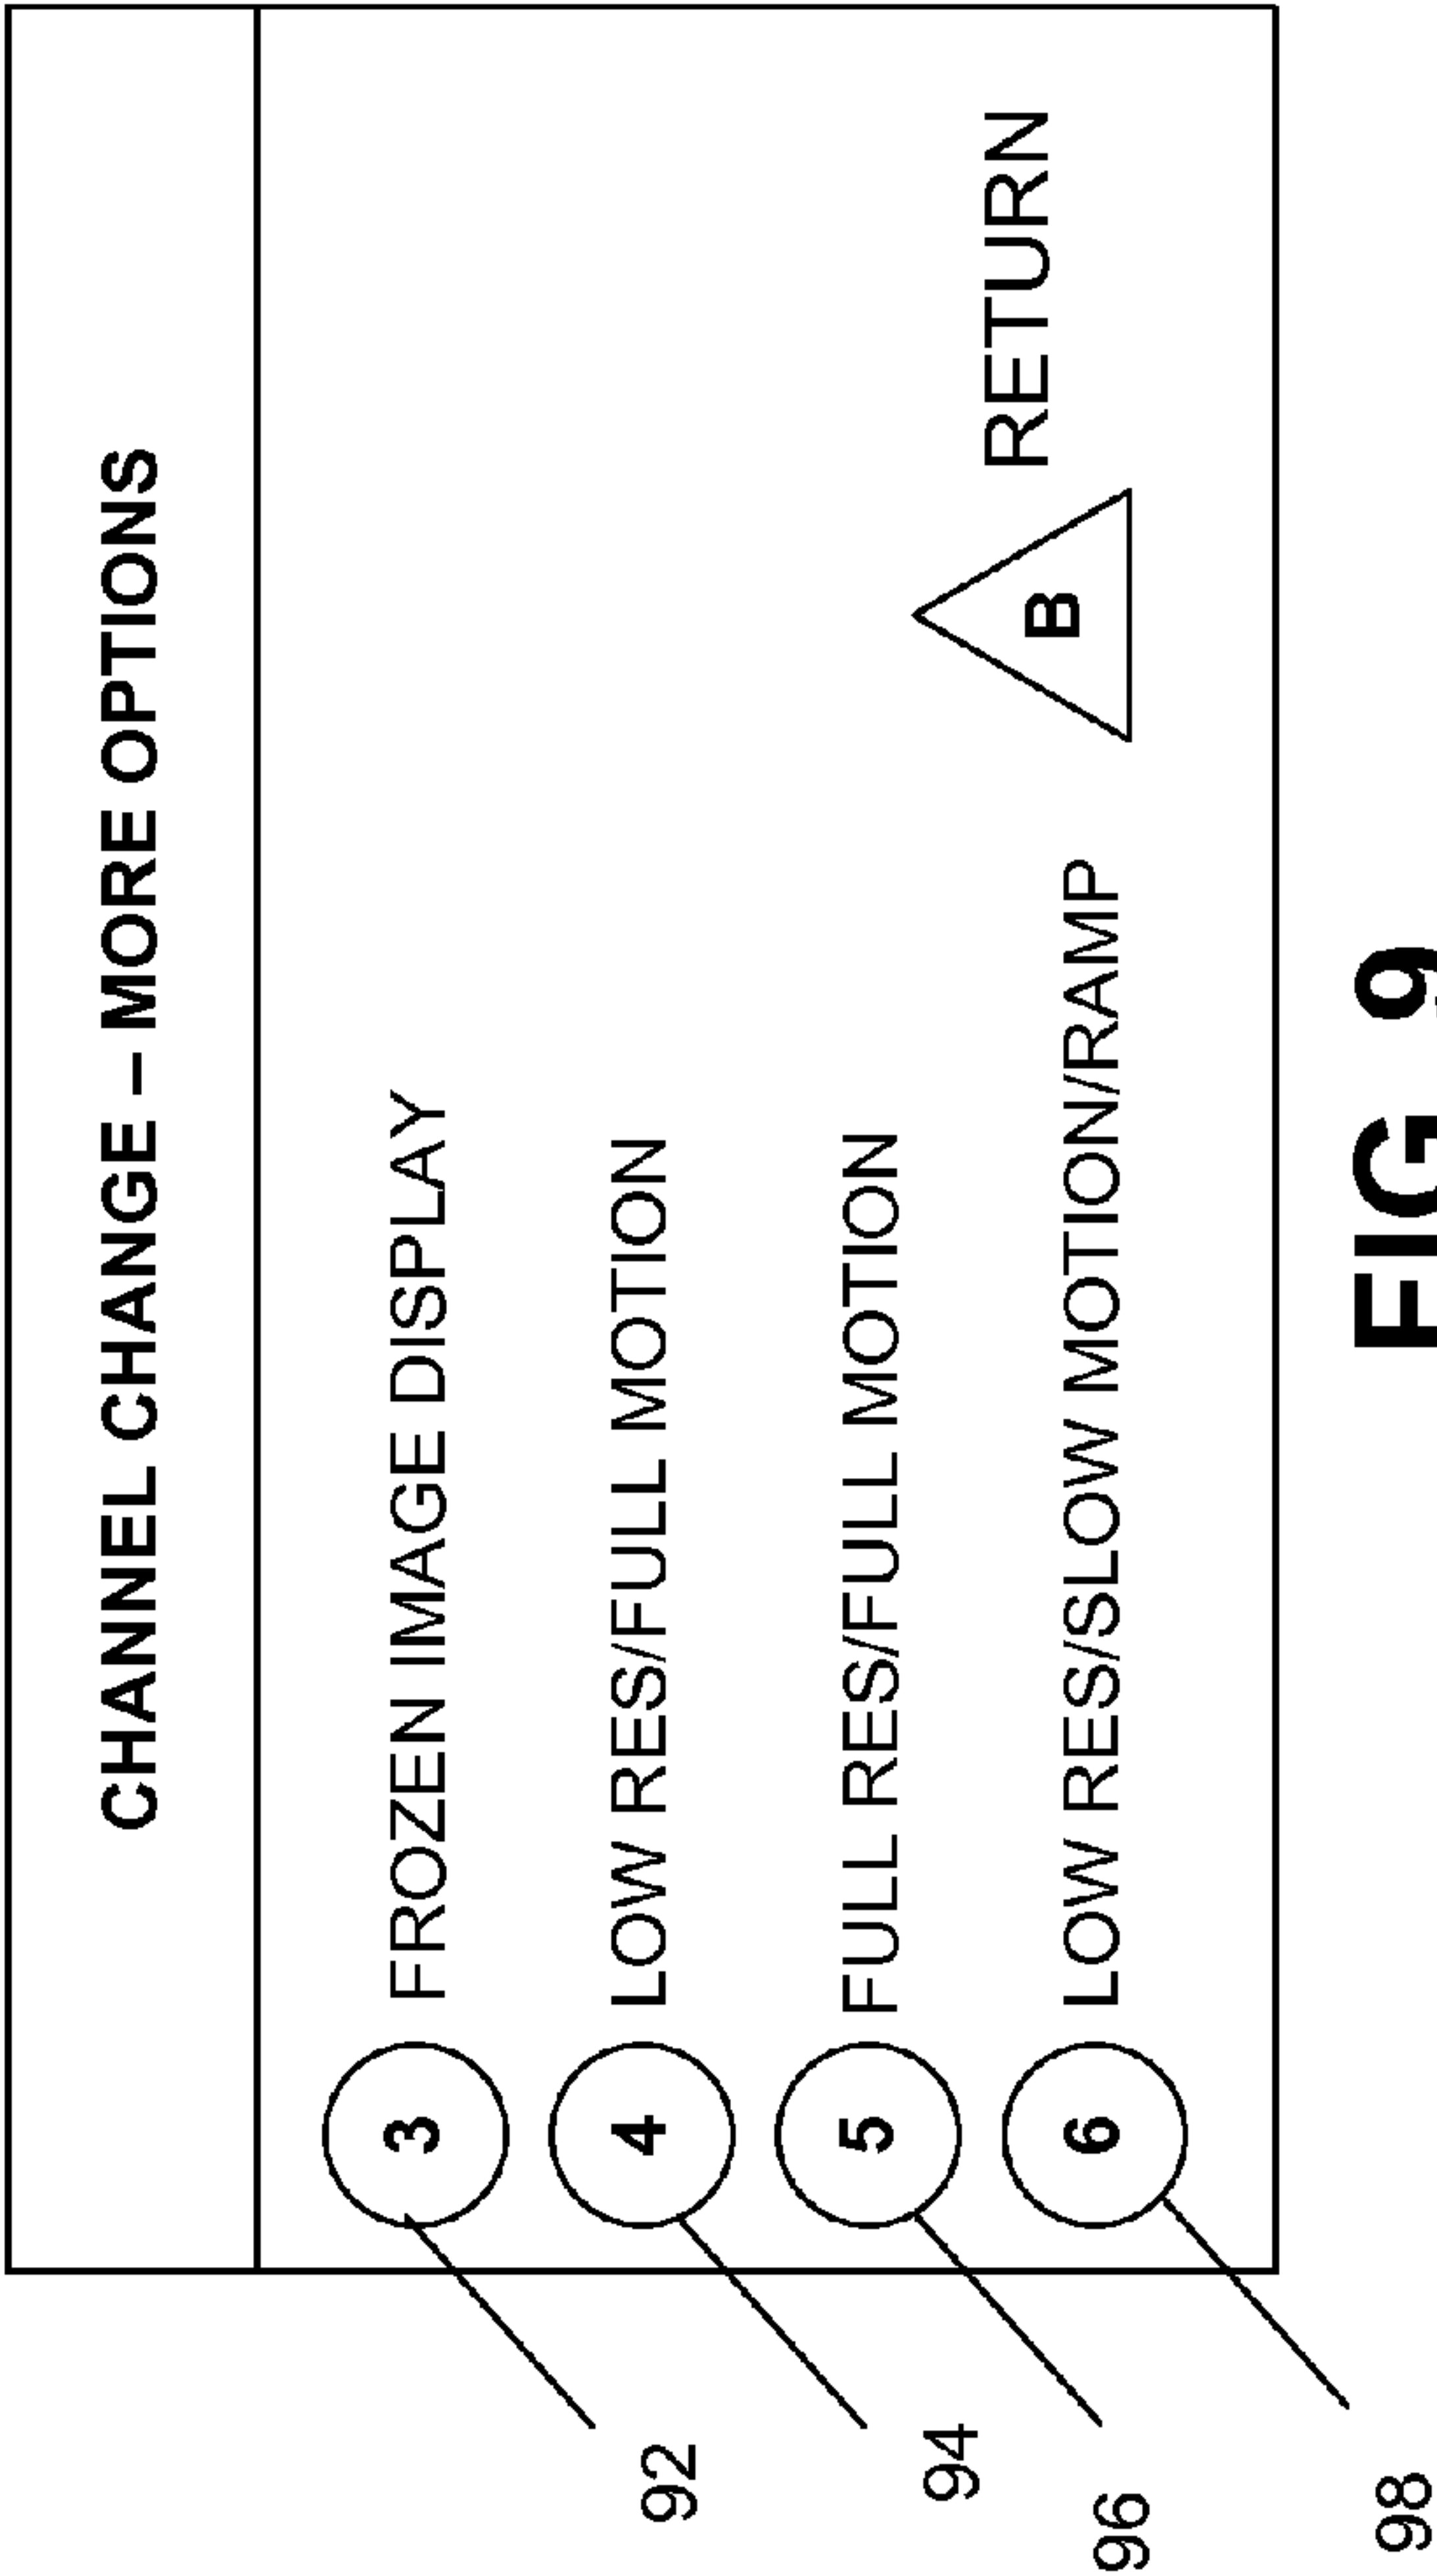 CHANNEL CHANGE – MORE OPTIONS
92 3 FROZEN IMAGE DISPLAY
94 4 LOW RES/FULL MOTION
96 5 FULL RES/FULL MOTION
B RETURN
98 6 LOW RES/SLOW MOTION/RAMP
FIG. 9